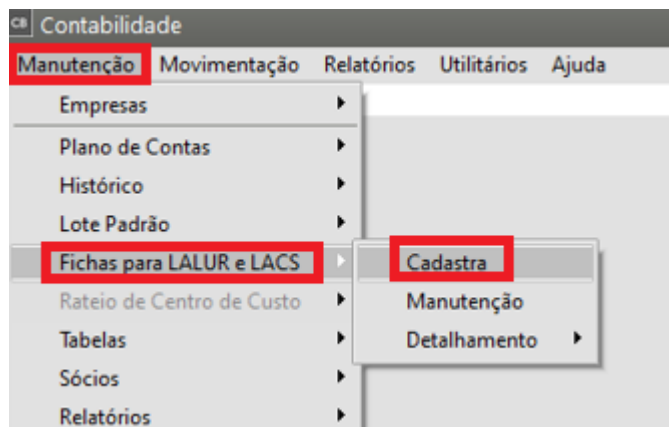 CB Contabilidade
Manutenção Movimentação Relatórios Utilitários Ajuda
Empresas
Plano de Contas
Histórico
Lote Padrão
Fichas para LALUR e LACS
Cadastra
Rateio de Centro de Custo
Manutenção
Tabelas
Detalhamento
Sócios
Relatórios